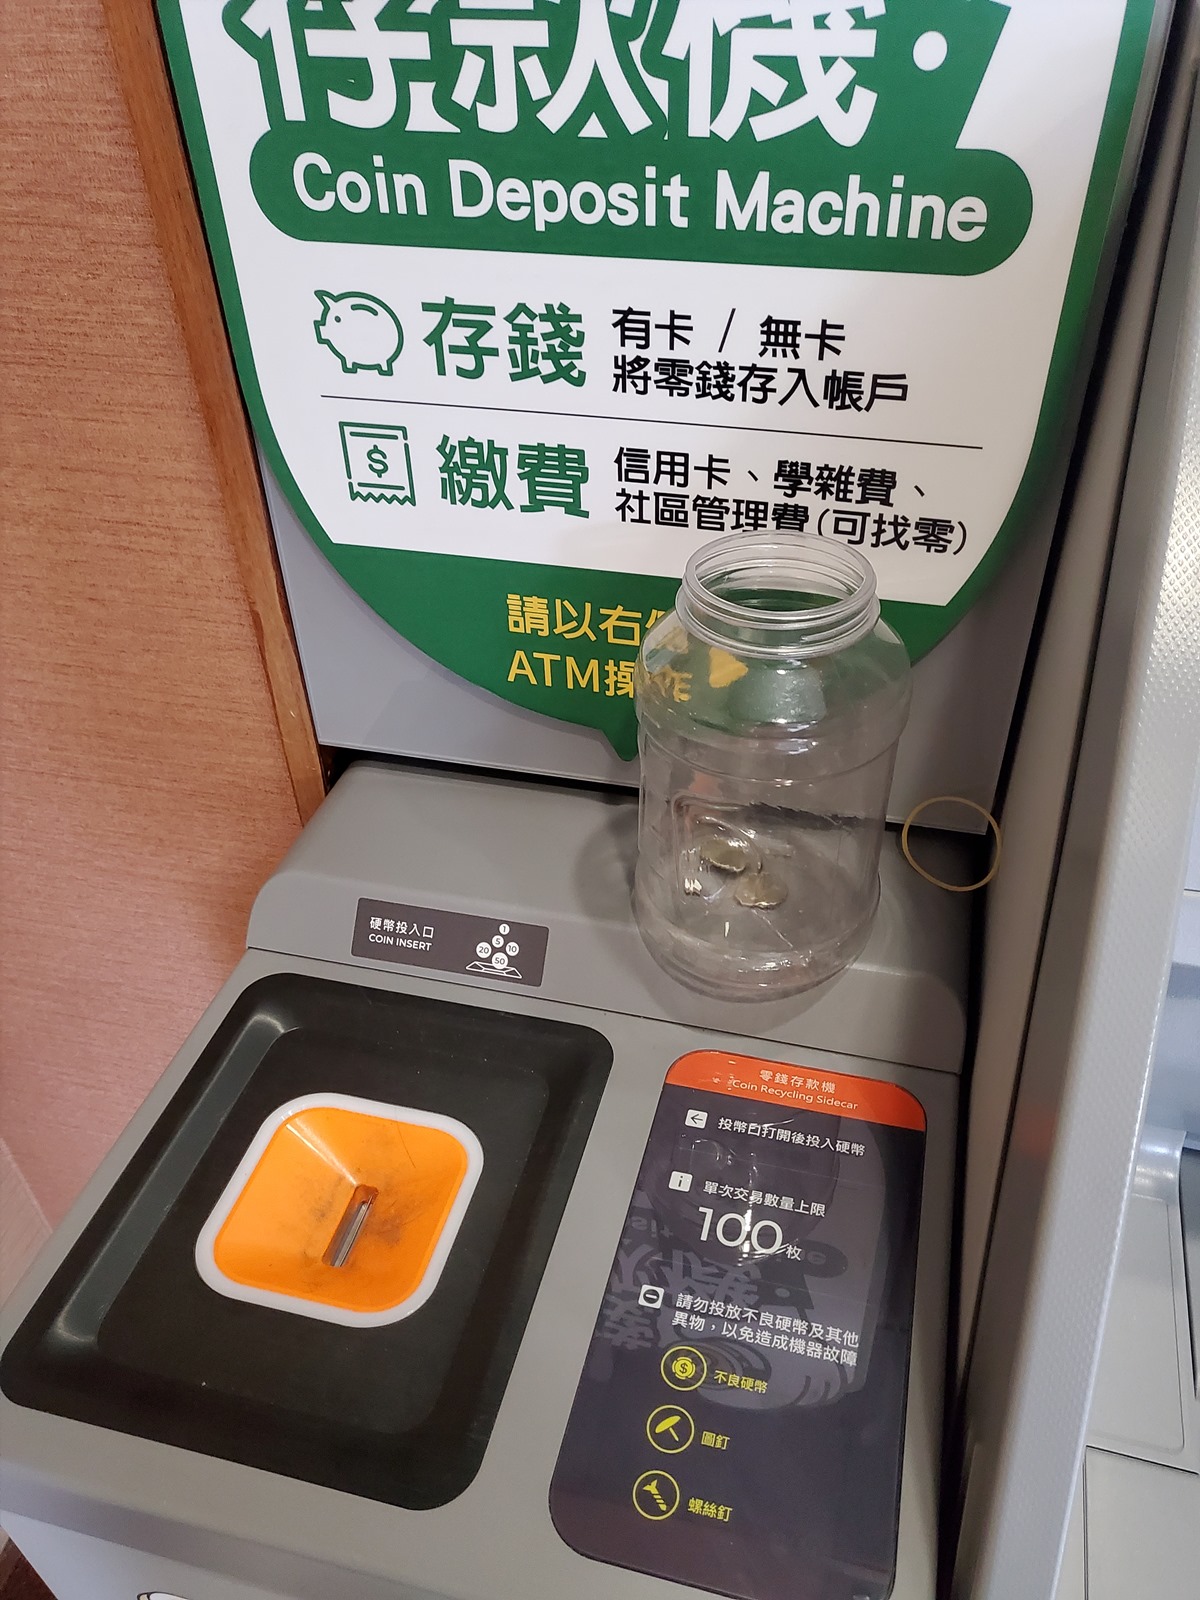 存款機
Coin Deposit Machine
存錢
有卡 / 無卡
將零錢存入帳戶
$
繳費
信用卡、學雜費、
社區管理費(可找零)
請以右側
ATM操作
硬幣投入口
COIN INSERT
1
5
20
10
50
零錢存款機
Coin Recycling Sidecar
投幣口打開後投入硬幣
i
單次交易數量上限
100枚
請勿投放不良硬幣及其他
異物，以免造成機器故障
$
不良硬幣
圖釘
螺絲釘